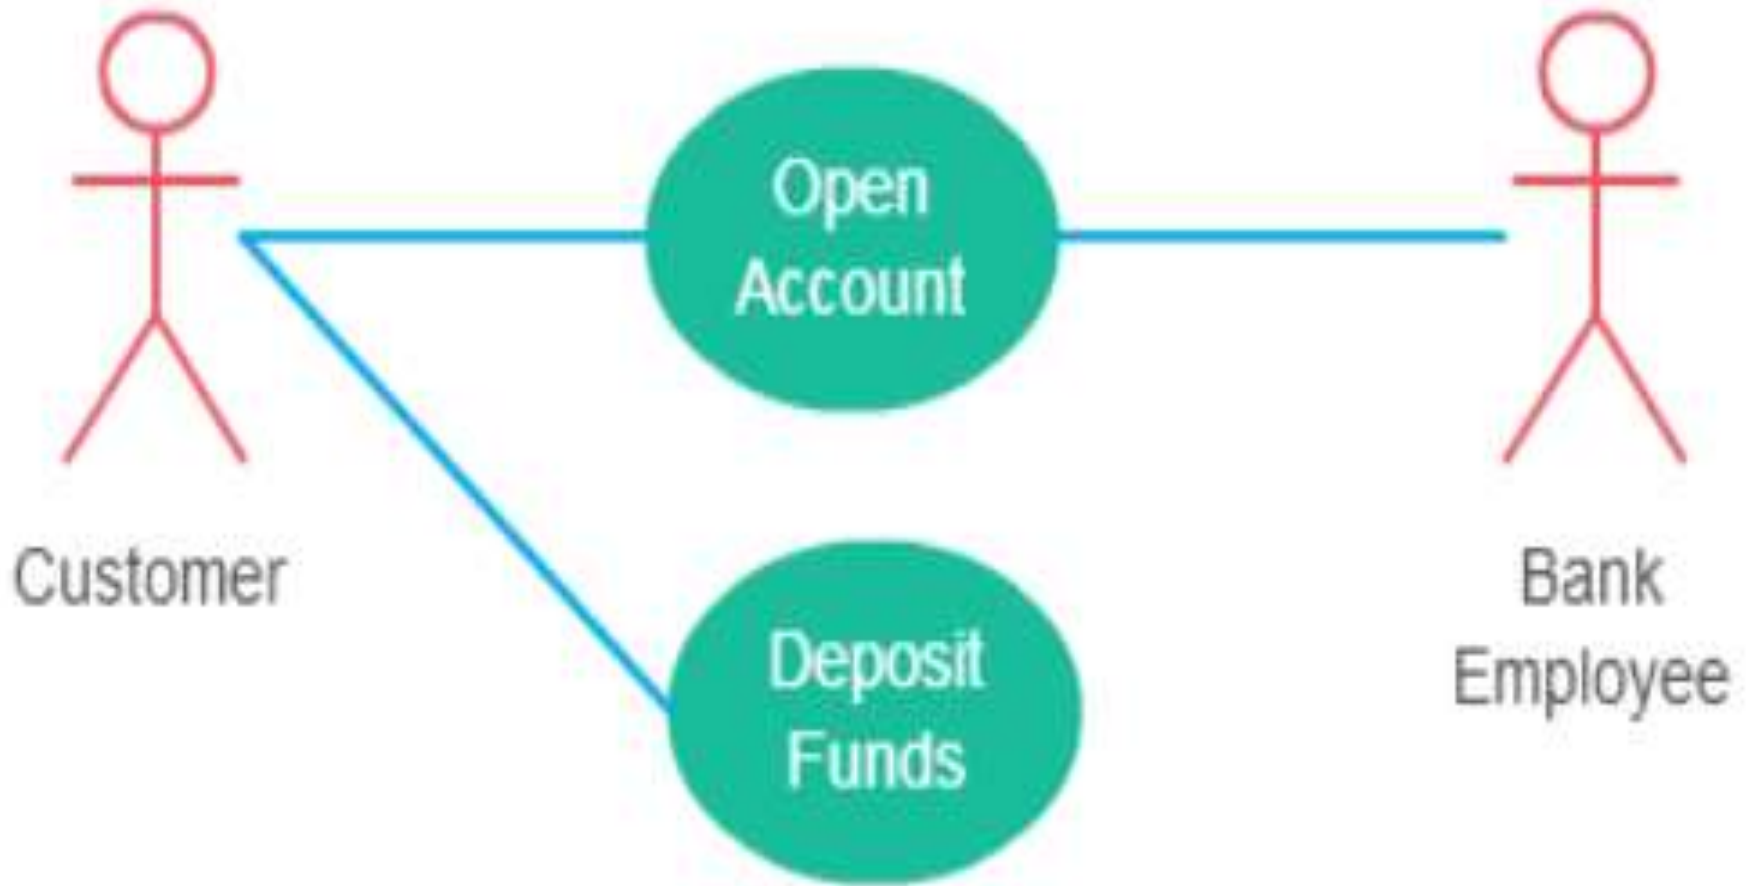 Open
Account
Customer
Bank
Employee
Deposit
Funds